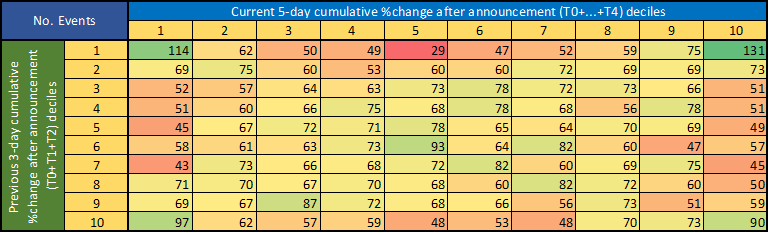 No. Events
Current 5-day cumulative %change after announcement (T0+...+T4) deciles
1 2 3 4 5 6 7 8 9 10
Previous 3-day cumulative
%change after announcement
(T0+T1+T2) deciles
1 114 62 50 49 29 47 52 59 75 131
2 69 75 60 53 60 60 72 69 69 73
3 52 57 64 63 73 78 72 73 66 51
4 51 60 66 75 68 78 68 56 78 51
5 45 67 72 71 78 65 64 70 69 49
6 58 61 63 73 93 64 82 60 47 57
7 43 73 66 68 72 82 60 69 75 45
8 71 70 67 70 68 60 82 72 60 50
9 69 67 87 72 68 66 56 73 51 59
10 97 62 57 59 48 53 48 70 73 90